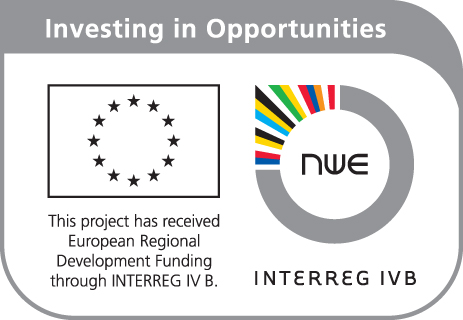 Investing in Opportunities
nwe
This project has received
European Regional
Development Funding
through INTERREG IV B.
INTERREG IVB